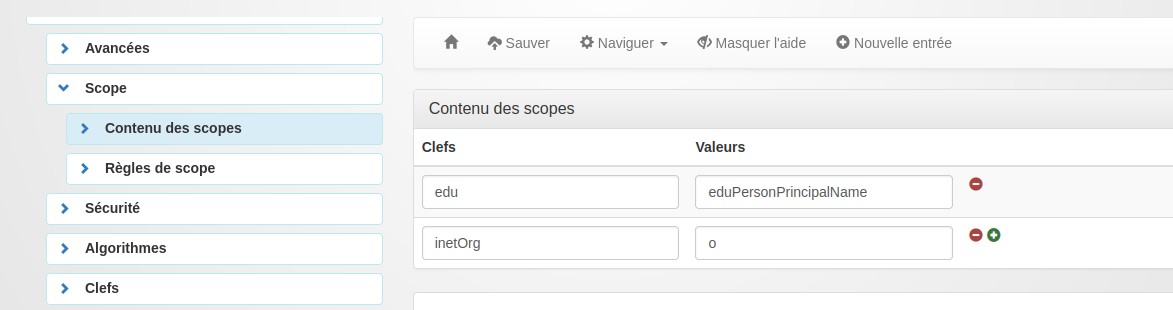 Avancées
Scope
Contenu des scopes
Règles de scope
Sécurité
Algorithmes
Clefs
Sauver Naviguer Masquer l'aide Nouvelle entrée
Contenu des scopes
Clefs Valeurs
edu eduPersonPrincipalName
inetOrg o